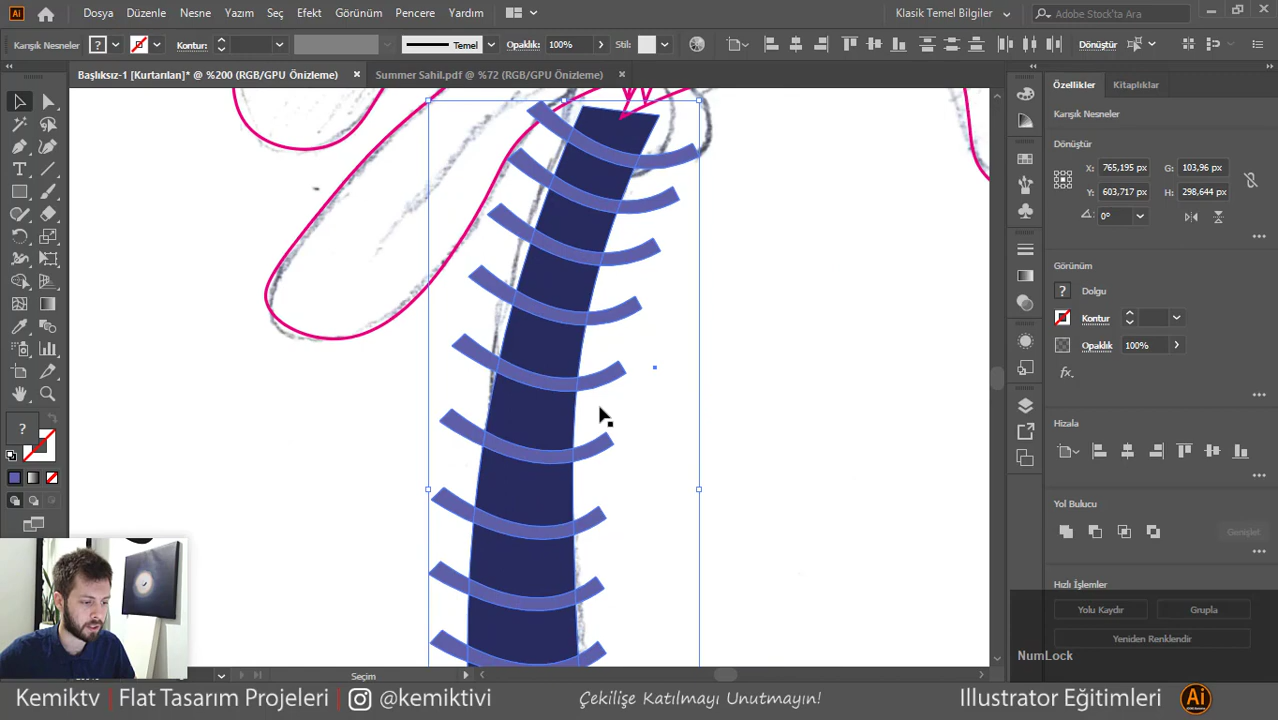 Ai
Dosya Düzenle Nesne Yazım Seç Efekt Görünüm Pencere Yardım
Klasik Temel Bilgiler
Adobe Stock'ta Ara
Karışık Nesneler
Kontur:
Temel
Opaklık: 100%
Stil:
Dönüştür
Başlıksız-1 [Kurtarılan]* @ %200 (RGB/GPU Önizleme)
Summer Sahil.pdf @ %72 (RGB/GPU Önizleme)
Özellikler
Kitaplıklar
Karışık Nesneler
Dönüştür
X: 765,195 px G: 103,96 px
Y: 603,717 px H: 298,644 px
0°
Görünüm
Dolgu
Kontur
Opaklık 100%
fx
Hizala
Yol Bulucu
Genişlet
Hızlı İşlemler
Yolu Kaydır
Grupla
Yeniden Renklendir
NumLock
Seçim
Kemiktv | Flat Tasarım Projeleri | @kemiktivi
Çekilişe Katılmayı Unutmayın!
Illustrator Eğitimleri
Ai